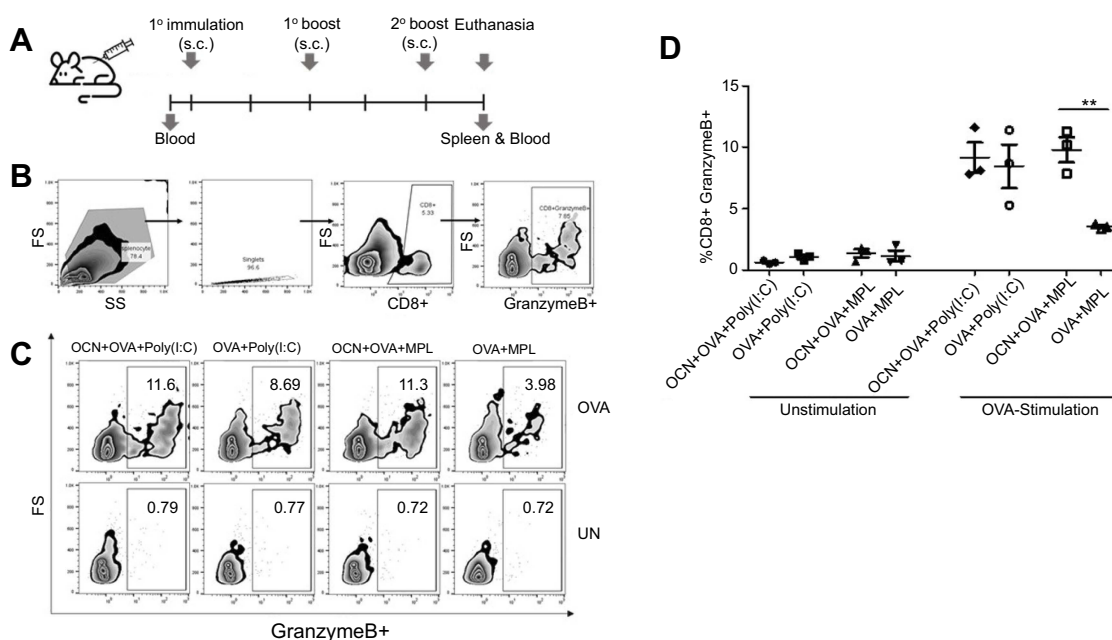 A
1º immulation
(s.c.)
1º boost
(s.c.)
2º boost
(s.c.)
Euthanasia
Blood
Spleen & Blood
B
FS
splenocyte
78.4
SS
Singlets
96.6
FS
CD8+
5.33
CD8+
FS
CD8+GranzymeB+
7.85
GranzymeB+
C
OCN+OVA+Poly(I:C)
OVA+Poly(I:C)
OCN+OVA+MPL
OVA+MPL
11.6
8.69
11.3
3.98
OVA
0.79
0.77
0.72
0.72
UN
FS
GranzymeB+
D
%CD8+ GranzymeB+
15
10
5
0
**
OCN+OVA+Poly(I:C)
OVA+Poly(I:C)
OCN+OVA+MPL
OVA+MPL
OCN+OVA+Poly(I:C)
OVA+Poly(I:C)
OCN+OVA+MPL
OVA+MPL
Unstimulation
OVA-Stimulation